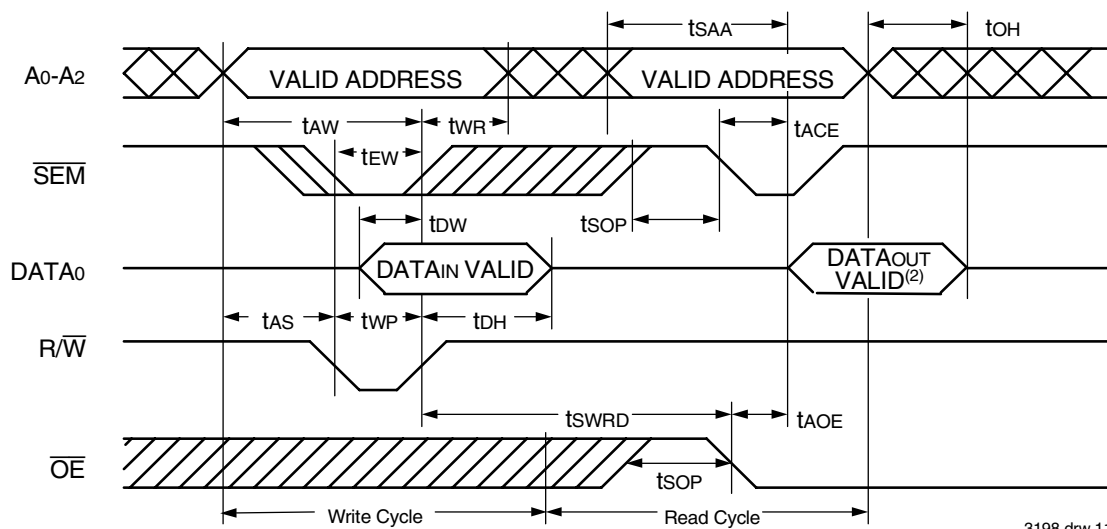 tSAA tOH
A0-A2 VALID ADDRESS VALID ADDRESS
tAW tWR tACE
tEW
SEM
tDW tSOP
DATA0 DATAIN VALID DATAOUT
VALID(2)
tAS tWP tDH
R/W
tSWRD tAOE
OE tSOP
Write Cycle Read Cycle